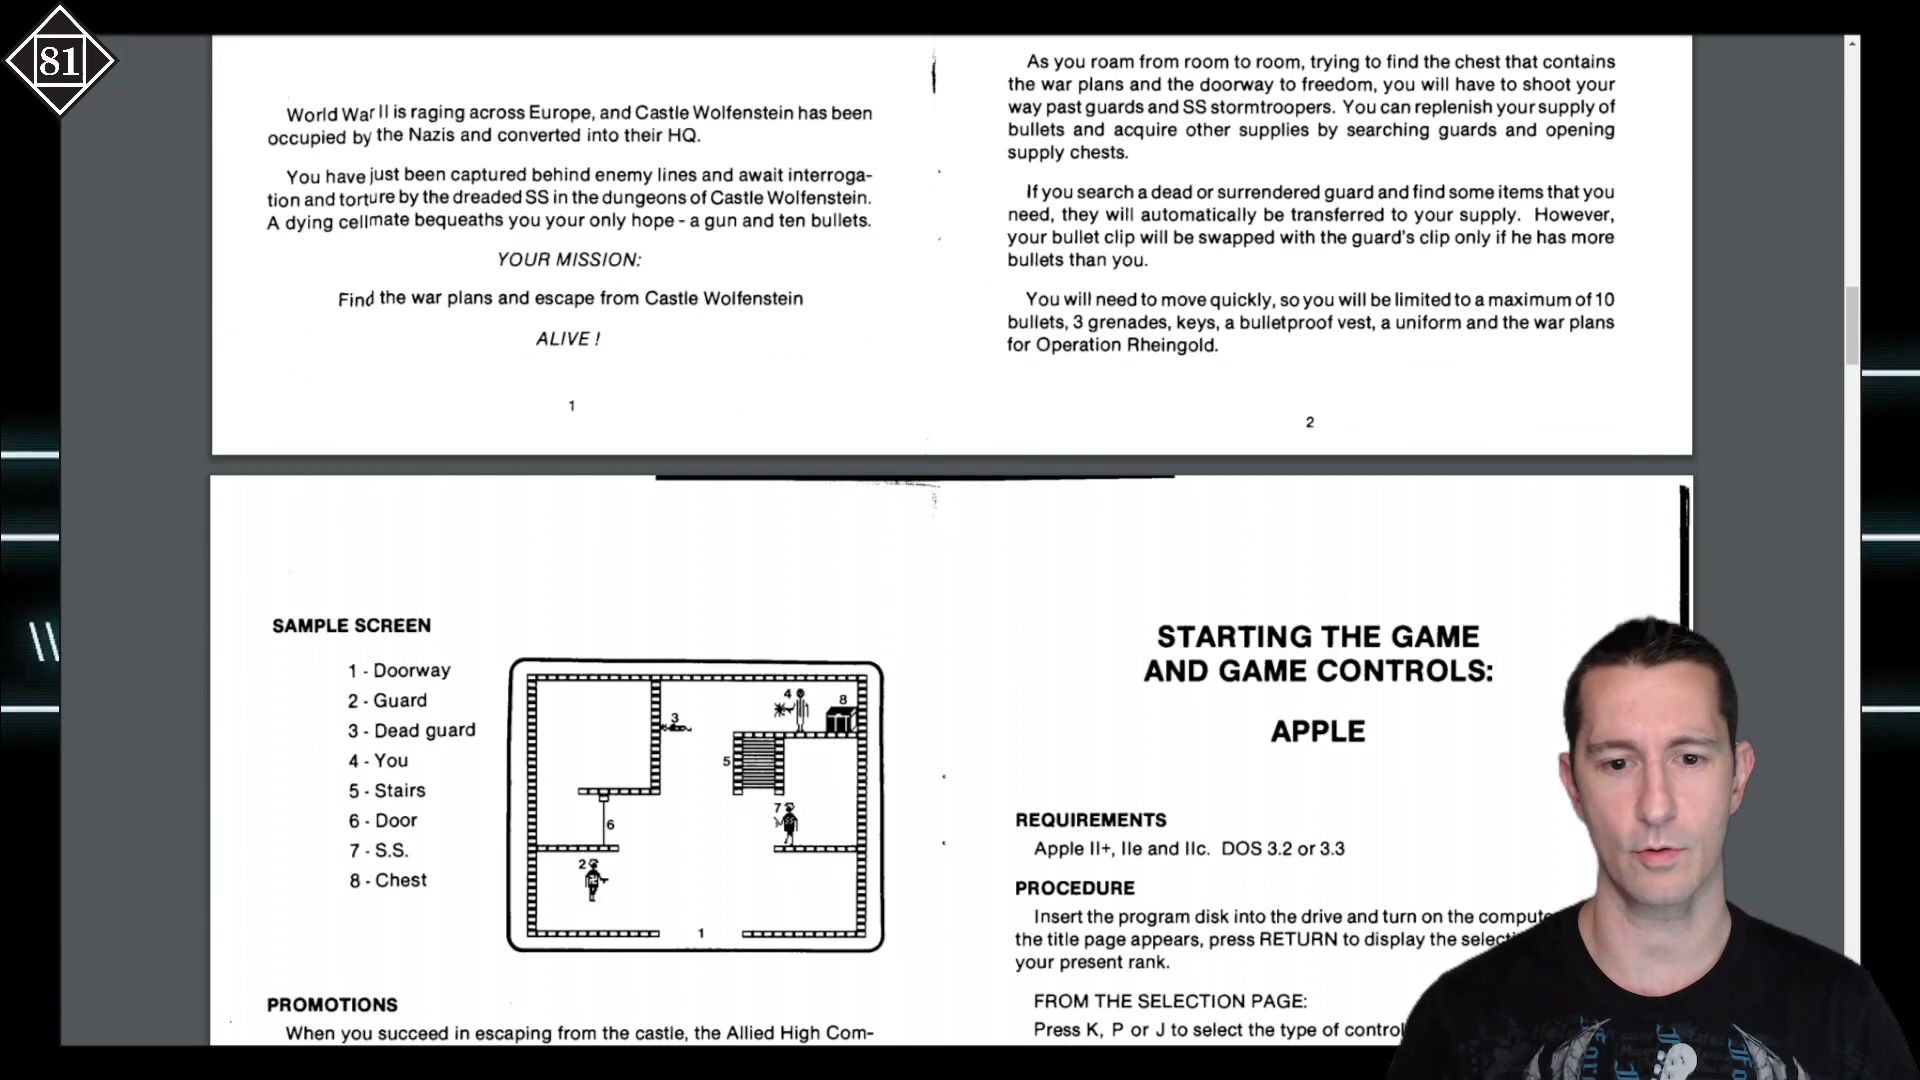 81
World War II is raging across Europe, and Castle Wolfenstein has been
occupied by the Nazis and converted into their HQ.
You have just been captured behind enemy lines and await interroga-
tion and torture by the dreaded SS in the dungeons of Castle Wolfenstein.
A dying cellmate bequeaths you your only hope - a gun and ten bullets.
YOUR MISSION:
Find the war plans and escape from Castle Wolfenstein
ALIVE !
1
As you roam from room to room, trying to find the chest that contains
the war plans and the doorway to freedom, you will have to shoot your
way past guards and SS stormtroopers. You can replenish your supply of
bullets and acquire other supplies by searching guards and opening
supply chests.
If you search a dead or surrendered guard and find some items that you
need, they will automatically be transferred to your supply. However,
your bullet clip will be swapped with the guard's clip only if he has more
bullets than you.
You will need to move quickly, so you will be limited to a maximum of 10
bullets, 3 grenades, keys, a bulletproof vest, a uniform and the war plans
for Operation Rheingold.
2
SAMPLE SCREEN
1 - Doorway
2 - Guard
3 - Dead guard
4 - You
5 - Stairs
6 - Door
7 - S.S.
8 - Chest
4
8
3
5
7
6
2
1
PROMOTIONS
When you succeed in escaping from the castle, the Allied High Com-
STARTING THE GAME
AND GAME CONTROLS:
APPLE
REQUIREMENTS
Apple II+, IIe and IIc. DOS 3.2 or 3.3
PROCEDURE
Insert the program disk into the drive and turn on the
the title page appears, press RETURN to display the
your present rank.
FROM THE SELECTION PAGE:
Press K, P or J to select the type of